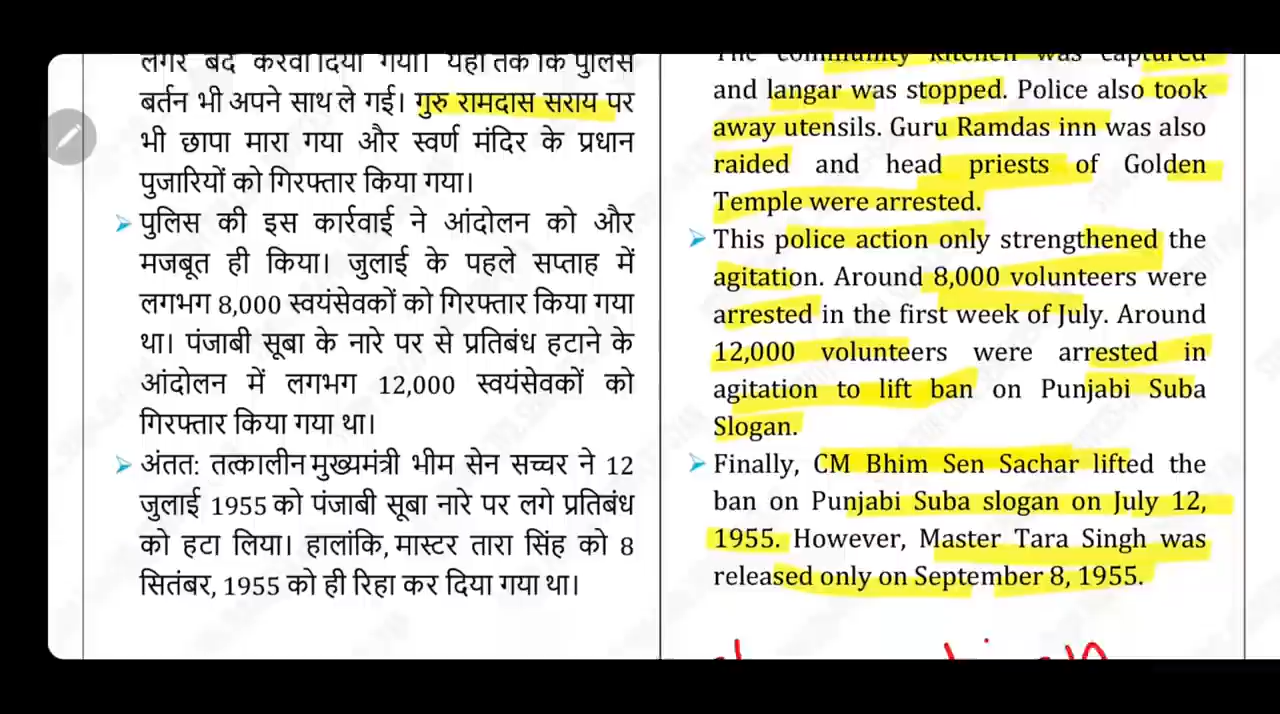 लंगर बंद करवा दिया गया। यहां तक कि पुलिस
बर्तन भी अपने साथ ले गई। गुरु रामदास सराय पर
भी छापा मारा गया और स्वर्ण मंदिर के प्रधान
पुजारियों को गिरफ्तार किया गया।
➢ पुलिस की इस कार्रवाई ने आंदोलन को और
मजबूत ही किया। जुलाई के पहले सप्ताह में
लगभग 8,000 स्वयंसेवकों को गिरफ्तार किया गया
था। पंजाबी सूबा के नारे पर से प्रतिबंध हटाने के
आंदोलन में लगभग 12,000 स्वयंसेवकों को
गिरफ्तार किया गया था।
➢ अंतत: तत्कालीन मुख्यमंत्री भीम सेन सच्चर ने 12
जुलाई 1955 को पंजाबी सूबा नारे पर लगे प्रतिबंध
को हटा लिया। हालांकि, मास्टर तारा सिंह को 8
सितंबर, 1955 को ही रिहा कर दिया गया था।
The community kitchen was captured
and langar was stopped. Police also took
away utensils. Guru Ramdas inn was also
raided and head priests of Golden
Temple were arrested.
➢ This police action only strengthened the
agitation. Around 8,000 volunteers were
arrested in the first week of July. Around
12,000 volunteers were arrested in
agitation to lift ban on Punjabi Suba
Slogan.
➢ Finally, CM Bhim Sen Sachar lifted the
ban on Punjabi Suba slogan on July 12,
1955. However, Master Tara Singh was
released only on September 8, 1955.